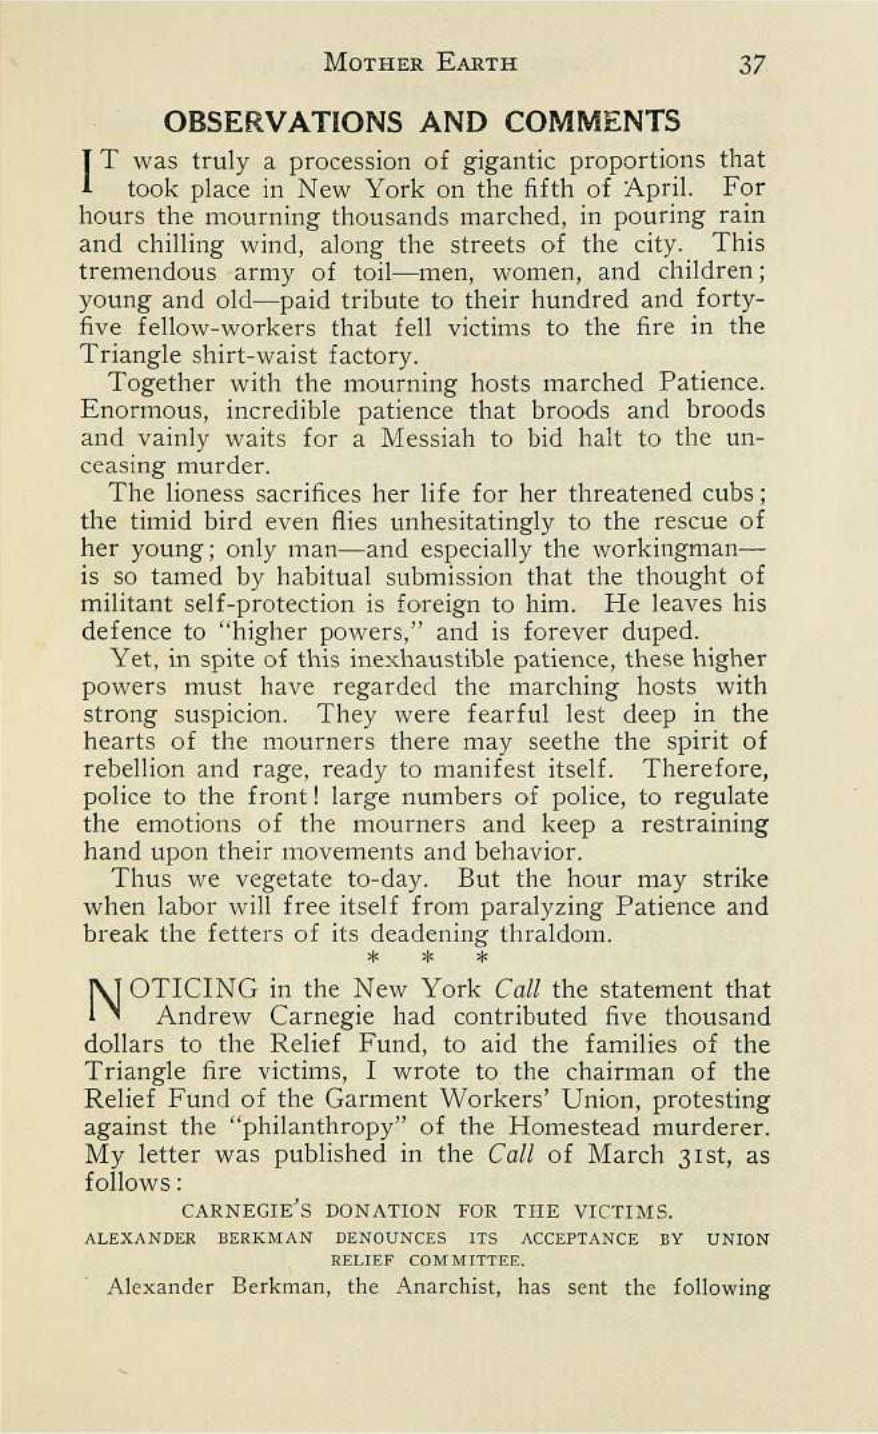 MOTHER EARTH 37
OBSERVATIONS AND COMMENTS
IT was truly a procession of gigantic proportions that
took place in New York on the fifth of April. For
hours the mourning thousands marched, in pouring rain
and chilling wind, along the streets of the city. This
tremendous army of toil—men, women, and children;
young and old—paid tribute to their hundred and forty-
five fellow-workers that fell victims to the fire in the
Triangle shirt-waist factory.
Together with the mourning hosts marched Patience.
Enormous, incredible patience that broods and broods
and vainly waits for a Messiah to bid halt to the un-
ceasing murder.
The lioness sacrifices her life for her threatened cubs;
the timid bird even flies unhesitatingly to the rescue of
her young; only man—and especially the workingman—
is so tamed by habitual submission that the thought of
militant self-protection is foreign to him. He leaves his
defence to "higher powers," and is forever duped.
Yet, in spite of this inexhaustible patience, these higher
powers must have regarded the marching hosts with
strong suspicion. They were fearful lest deep in the
hearts of the mourners there may seethe the spirit of
rebellion and rage, ready to manifest itself. Therefore,
police to the front! large numbers of police, to regulate
the emotions of the mourners and keep a restraining
hand upon their movements and behavior.
Thus we vegetate to-day. But the hour may strike
when labor will free itself from paralyzing Patience and
break the fetters of its deadening thraldom.
* * *
NOTICING in the New York Call the statement that
Andrew Carnegie had contributed five thousand
dollars to the Relief Fund, to aid the families of the
Triangle fire victims, I wrote to the chairman of the
Relief Fund of the Garment Workers' Union, protesting
against the "philanthropy" of the Homestead murderer.
My letter was published in the Call of March 31st, as
follows:
CARNEGIE'S DONATION FOR THE VICTIMS.
ALEXANDER BERKMAN DENOUNCES ITS ACCEPTANCE BY UNION
RELIEF COMMITTEE.
Alexander Berkman, the Anarchist, has sent the following